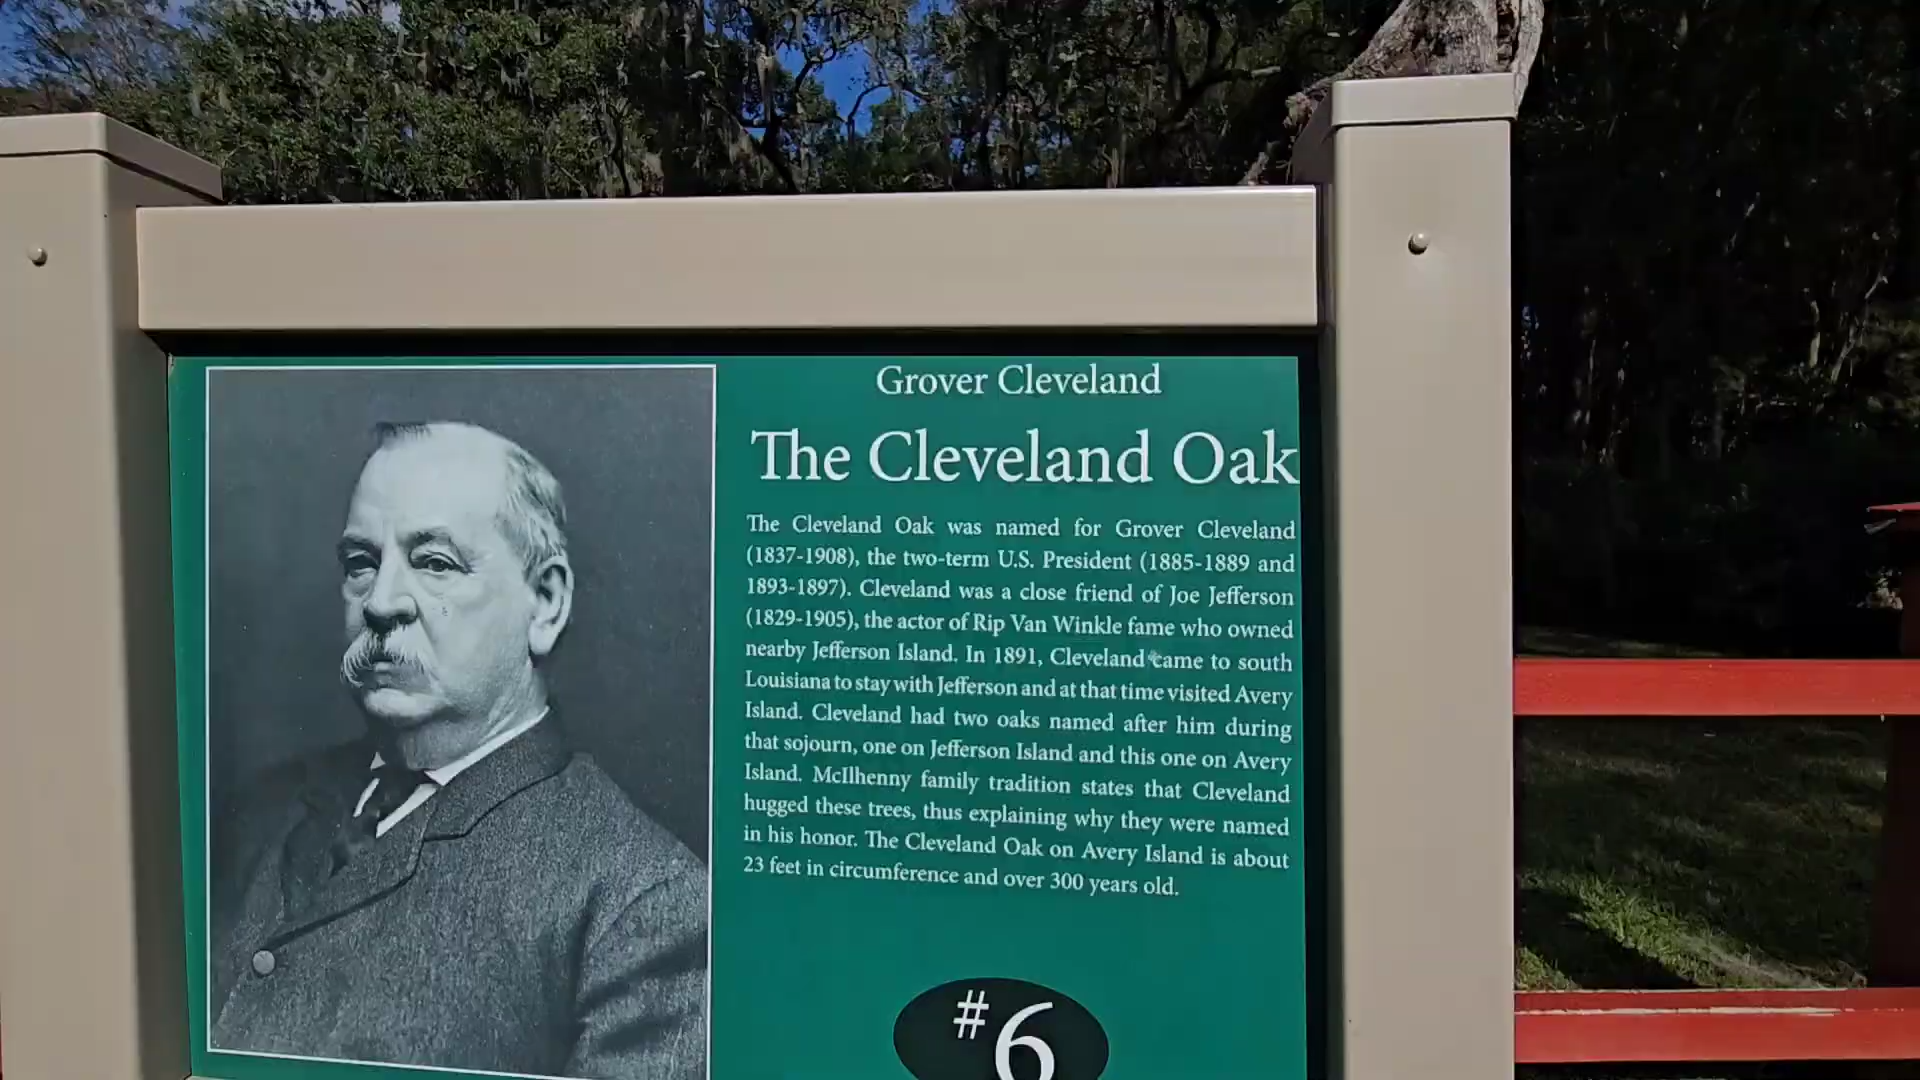 Grover Cleveland
The Cleveland Oak
The Cleveland Oak was named for Grover Cleveland
(1837-1908), the two-term U.S. President (1885-1889 and
1893-1897). Cleveland was a close friend of Joe Jefferson
(1829-1905), the actor of Rip Van Winkle fame who owned
nearby Jefferson Island. In 1891, Cleveland came to south
Louisiana to stay with Jefferson and at that time visited Avery
Island. Cleveland had two oaks named after him during
that sojourn, one on Jefferson Island and this one on Avery
Island. McIlhenny family tradition states that Cleveland
hugged these trees, thus explaining why they were named
in his honor. The Cleveland Oak on Avery Island is about
23 feet in circumference and over 300 years old.
#6